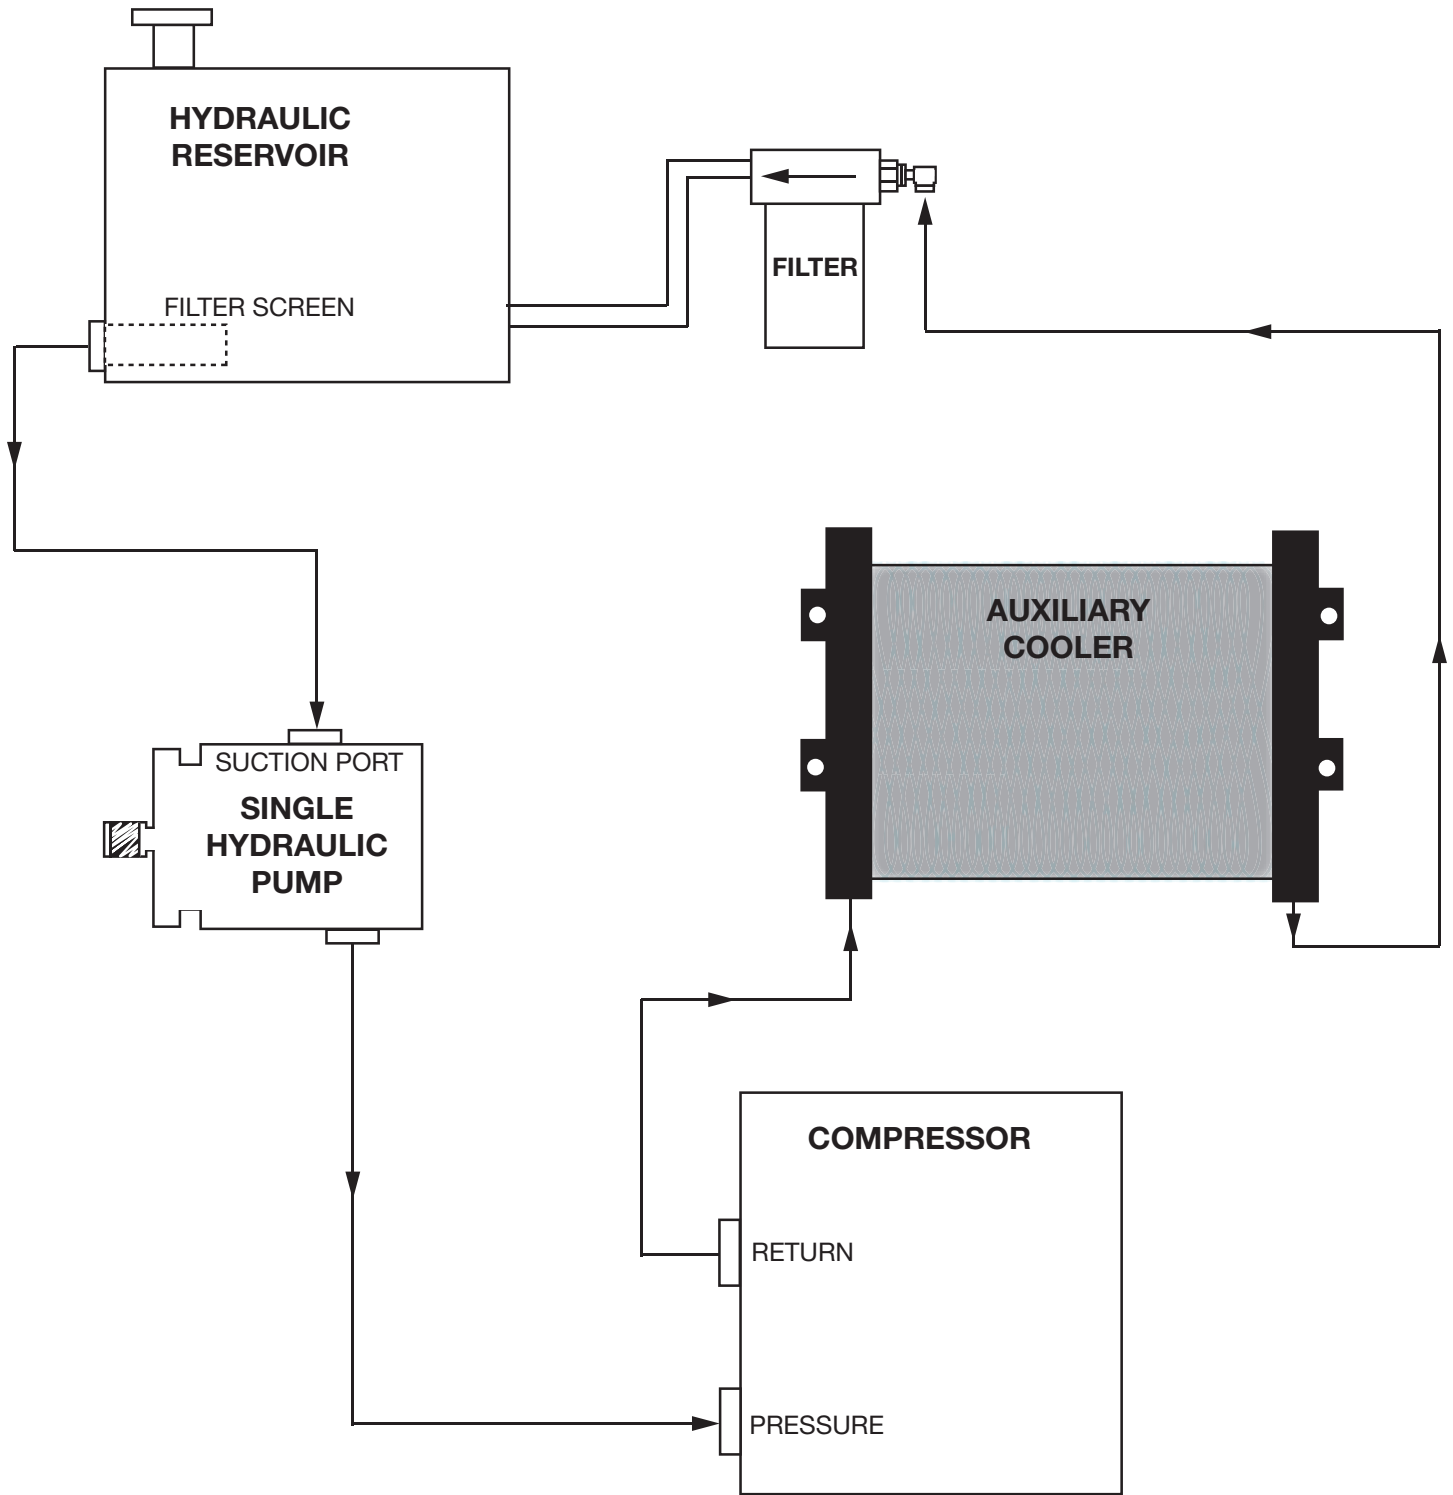 HYDRAULIC
RESERVOIR
FILTER SCREEN
FILTER
AUXILIARY
COOLER
SUCTION PORT
SINGLE
HYDRAULIC
PUMP
COMPRESSOR
RETURN
PRESSURE